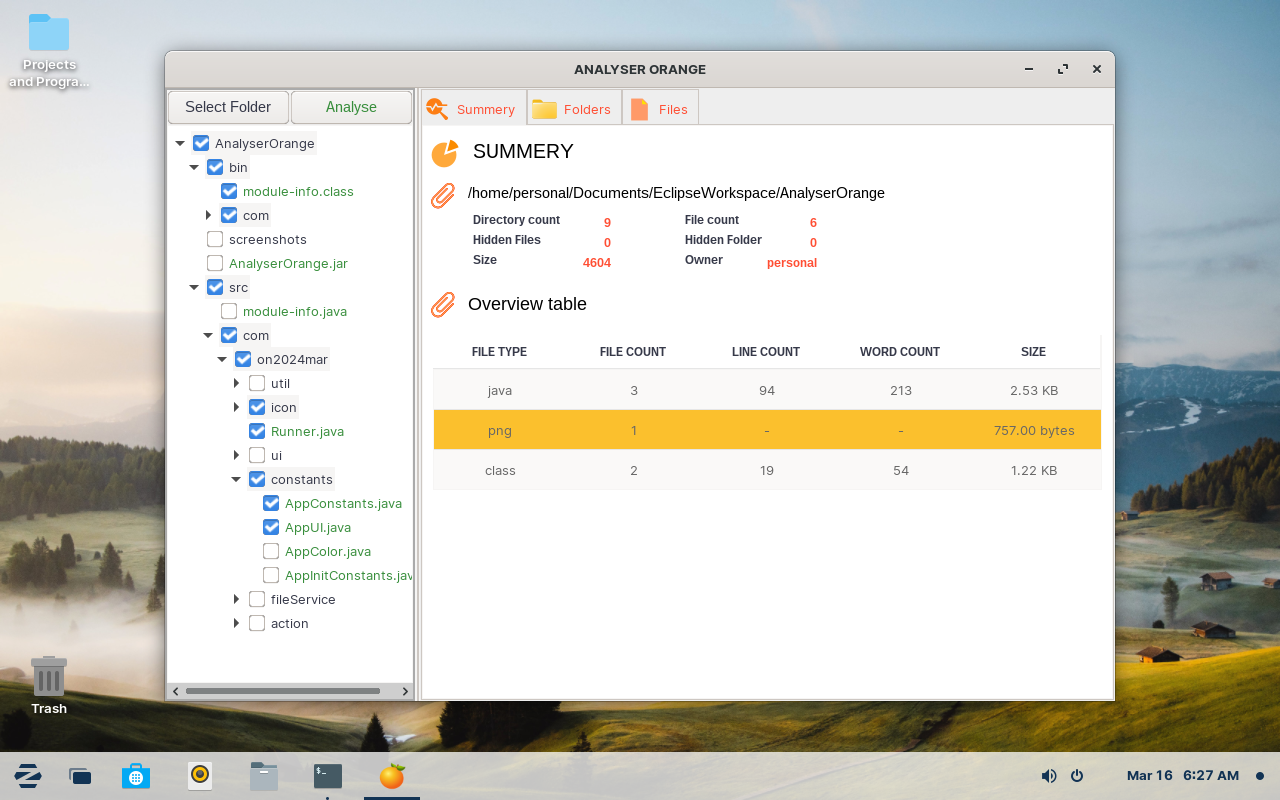 Projects
and Progra...
ANALYSER ORANGE
Select Folder
Analyse
Summery
Folders
Files
AnalyserOrange
bin
module-info.class
com
screenshots
AnalyserOrange.jar
src
module-info.java
com
on2024mar
util
icon
Runner.java
ui
constants
AppConstants.java
AppUI.java
AppColor.java
AppInitConstants.jav
fileService
action
SUMMERY
/home/personal/Documents/EclipseWorkspace/AnalyserOrange
Directory count 9 File count 6
Hidden Files 0 Hidden Folder 0
Size 4604 Owner personal
Overview table
FILE TYPE FILE COUNT LINE COUNT WORD COUNT SIZE
java 3 94 213 2.53 KB
png 1 - - 757.00 bytes
class 2 19 54 1.22 KB
Trash
$-
Mar 16 6:27 AM